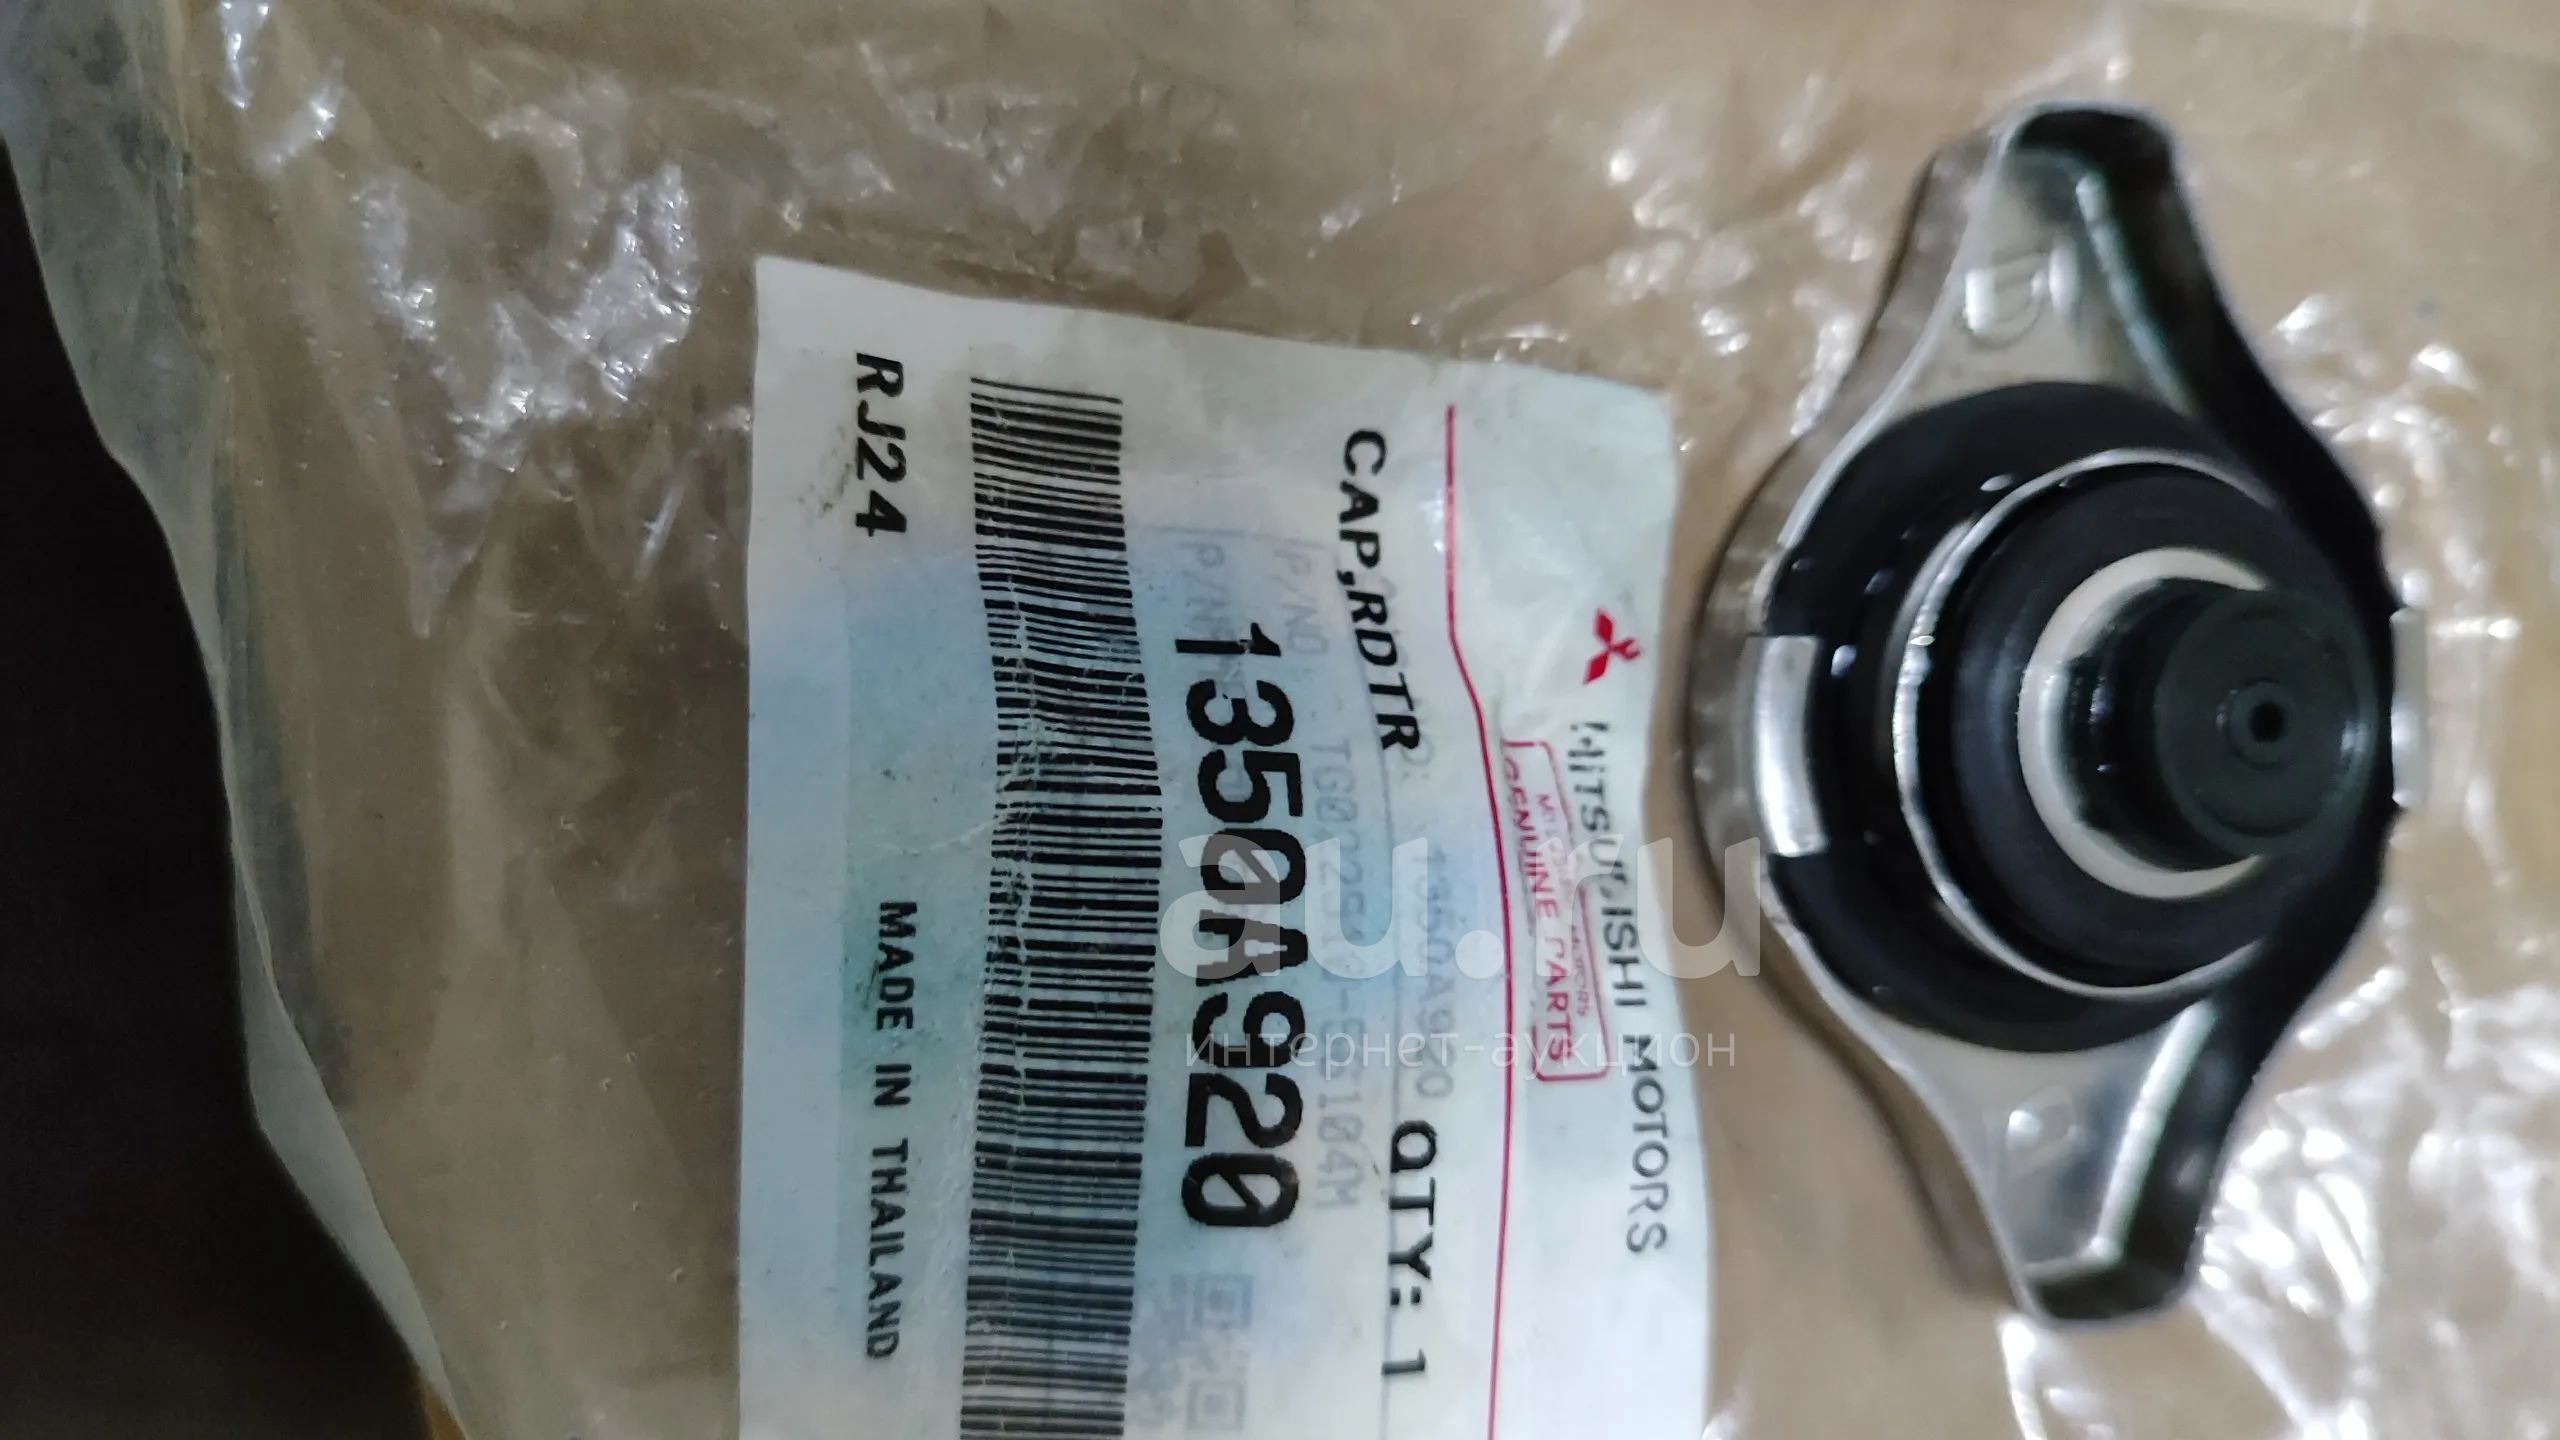 MITSUBISHI MOTORS
GENUINE PARTS
CAP,RDTR QTY: 1
1350A920
RJ24 MADE IN THAILAND
au.ru
интернет-аукцион